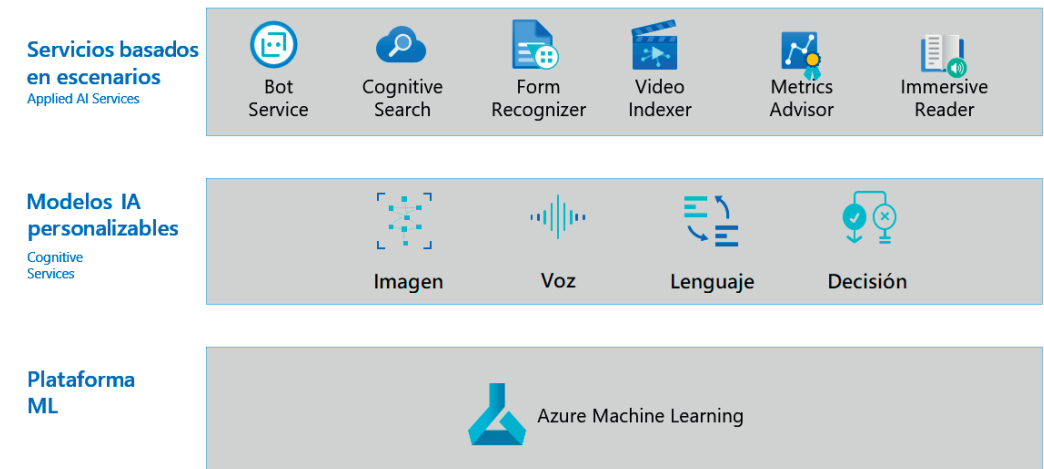 Servicios basados
en escenarios
Applied AI Services
Bot
Service
Cognitive
Search
Form
Recognizer
Video
Indexer
Metrics
Advisor
Immersive
Reader
Modelos IA
personalizables
Cognitive
Services
Imagen
Voz
Lenguaje
Decisión
Plataforma
ML
Azure Machine Learning